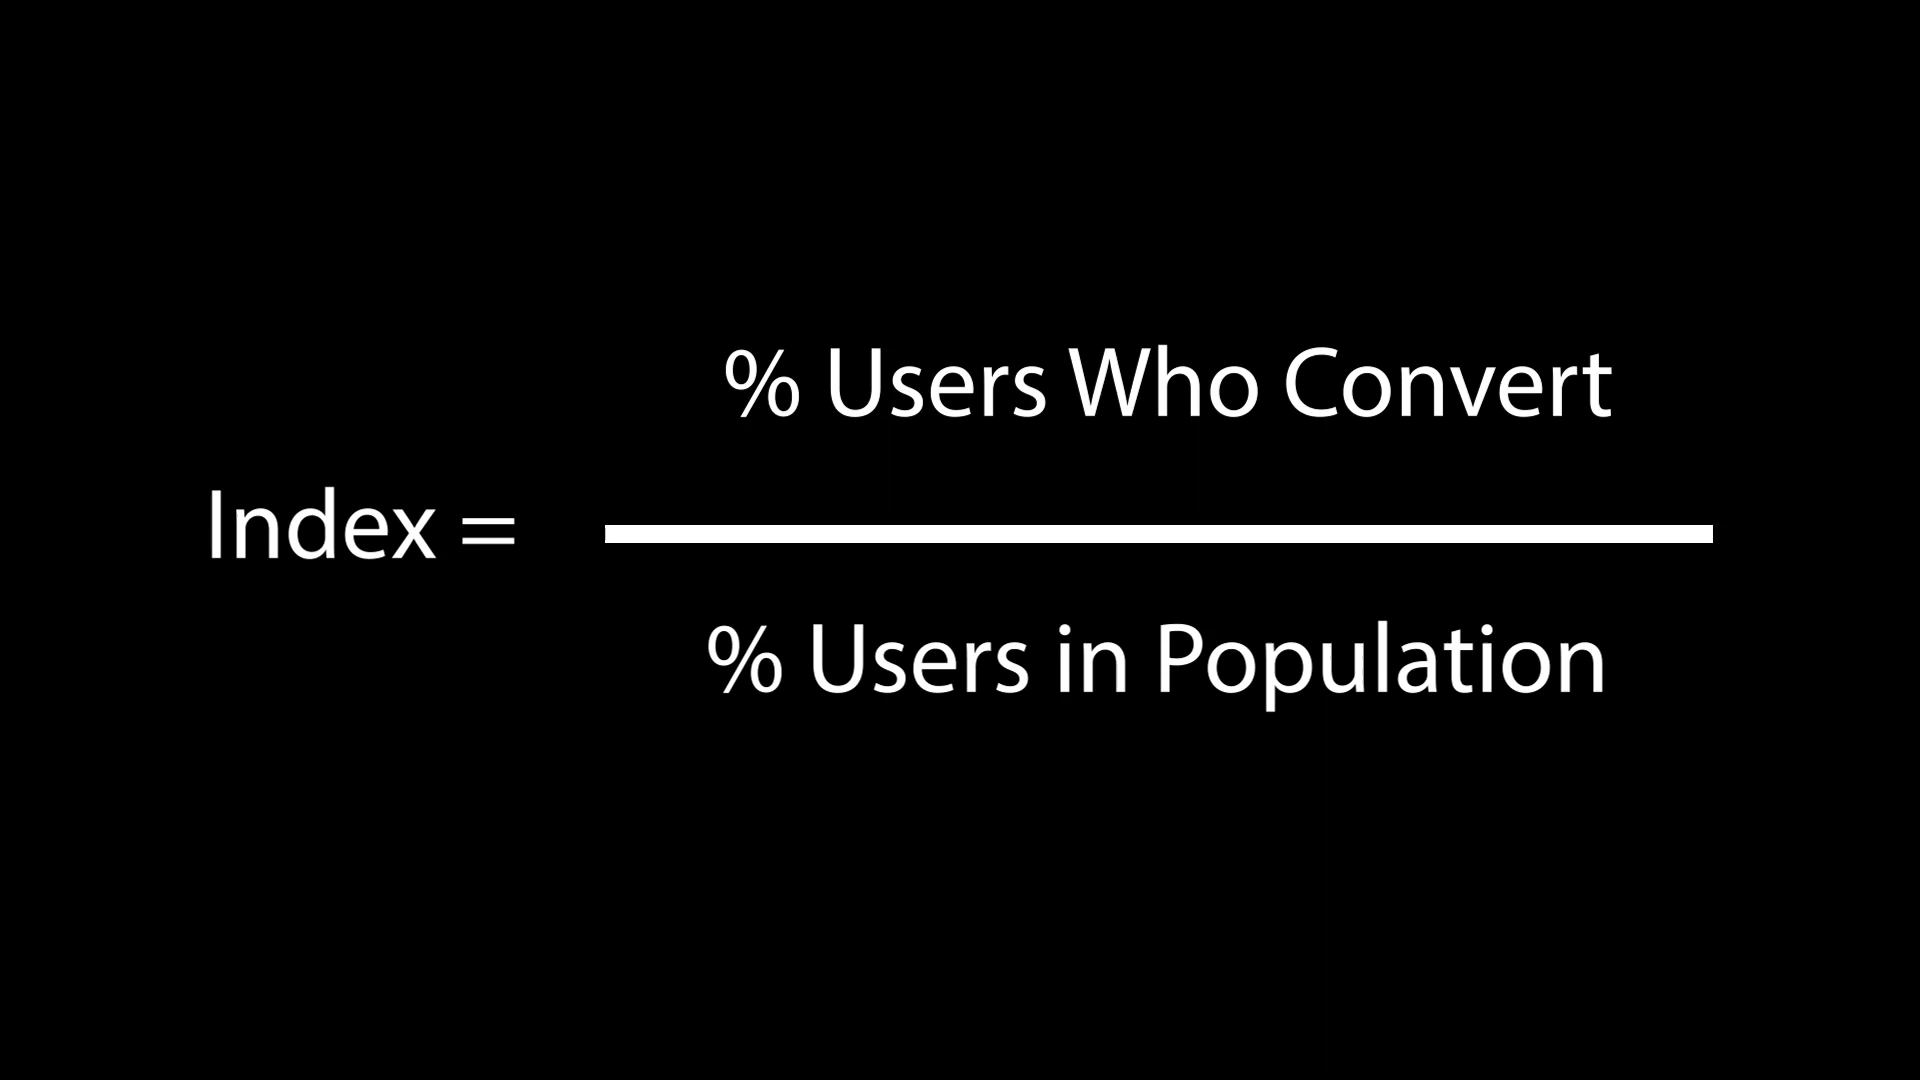 % Users Who Convert
Index =
% Users in Population